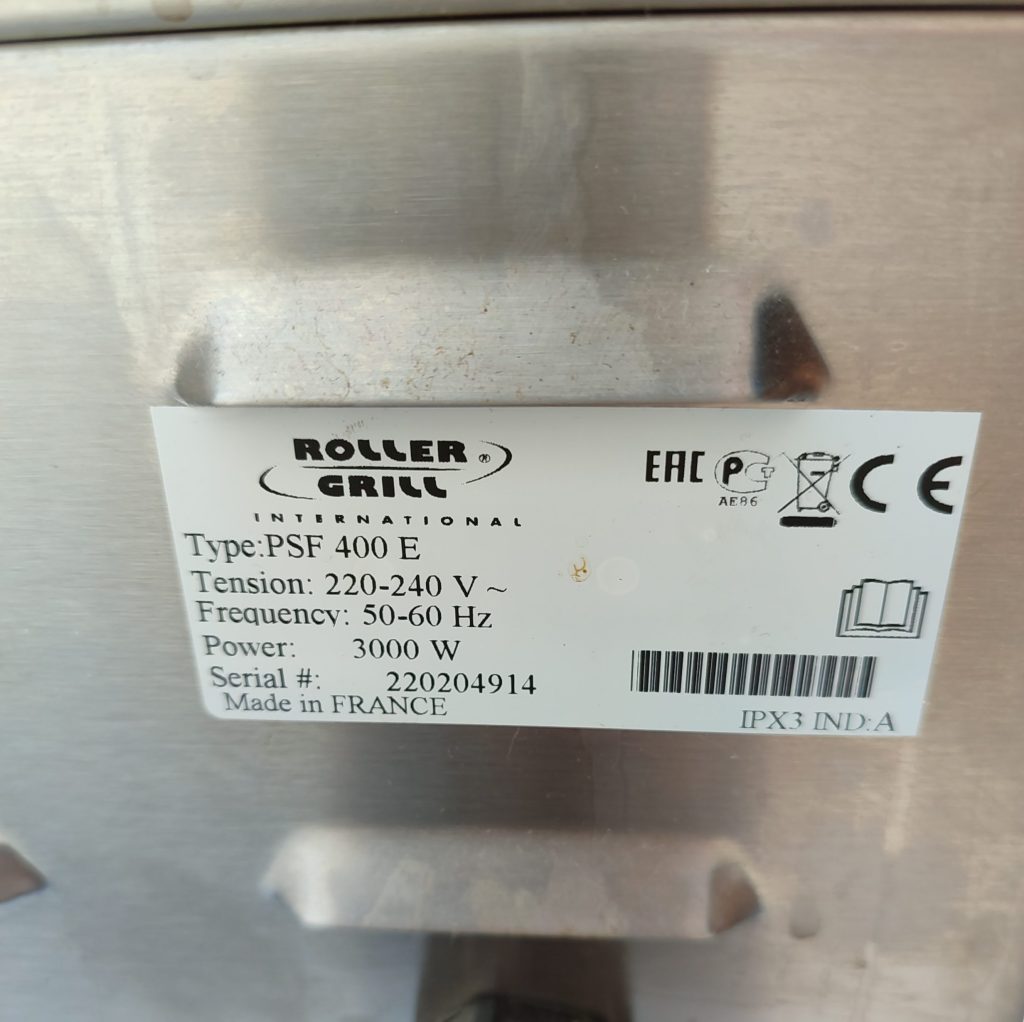 ROLLER ®
GRILL
INTERNATIONAL
EAC PCT CE
AE86
Type:PSF 400 E
Tension: 220-240 V ~
Frequency: 50-60 Hz
Power: 3000 W
Serial #: 220204914
Made in FRANCE
IPX3 IND:A